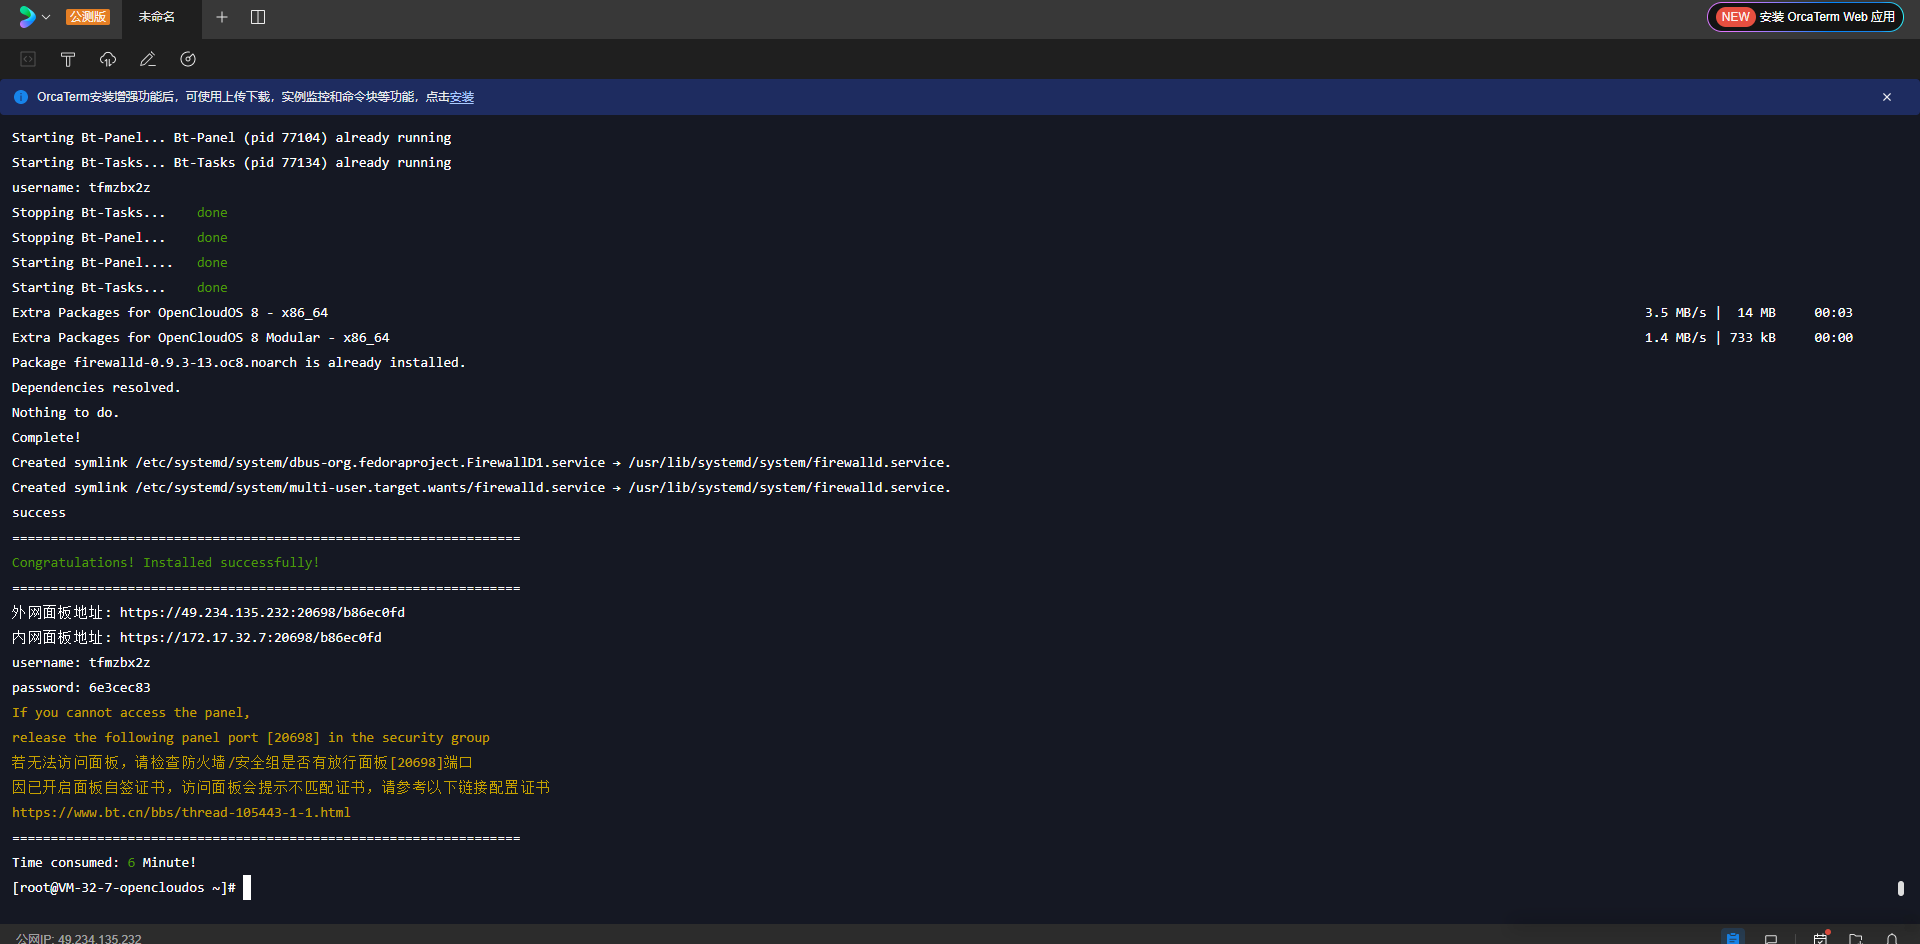 公测版 未命名
NEW 安装 OrcaTerm Web 应用
OrcaTerm安装增强功能后，可使用上传下载，实例监控和命令块等功能，点击安装
Starting Bt-Panel... Bt-Panel (pid 77104) already running
Starting Bt-Tasks... Bt-Tasks (pid 77134) already running
username: tfmzbx2z
Stopping Bt-Tasks... done
Stopping Bt-Panel... done
Starting Bt-Panel.... done
Starting Bt-Tasks... done
Extra Packages for OpenCloudOS 8 - x86_64 3.5 MB/s | 14 MB 00:03
Extra Packages for OpenCloudOS 8 Modular - x86_64 1.4 MB/s | 733 kB 00:00
Package firewalld-0.9.3-13.oc8.noarch is already installed.
Dependencies resolved.
Nothing to do.
Complete!
Created symlink /etc/systemd/system/dbus-org.fedoraproject.FirewallD1.service → /usr/lib/systemd/system/firewalld.service.
Created symlink /etc/systemd/system/multi-user.target.wants/firewalld.service → /usr/lib/systemd/system/firewalld.service.
success
==================================================================
Congratulations! Installed successfully!
==================================================================
外网面板地址: https://49.234.135.232:20698/b86ec0fd
内网面板地址: https://172.17.32.7:20698/b86ec0fd
username: tfmzbx2z
password: 6e3cec83
If you cannot access the panel,
release the following panel port [20698] in the security group
若无法访问面板，请检查防火墙/安全组是否有放行面板[20698]端口
因已开启面板自签证书，访问面板会提示不匹配证书，请参考以下链接配置证书
https://www.bt.cn/bbs/thread-105443-1-1.html
==================================================================
Time consumed: 6 Minute!
[root@VM-32-7-opencloudos ~]#
公网IP: 49.234.135.232